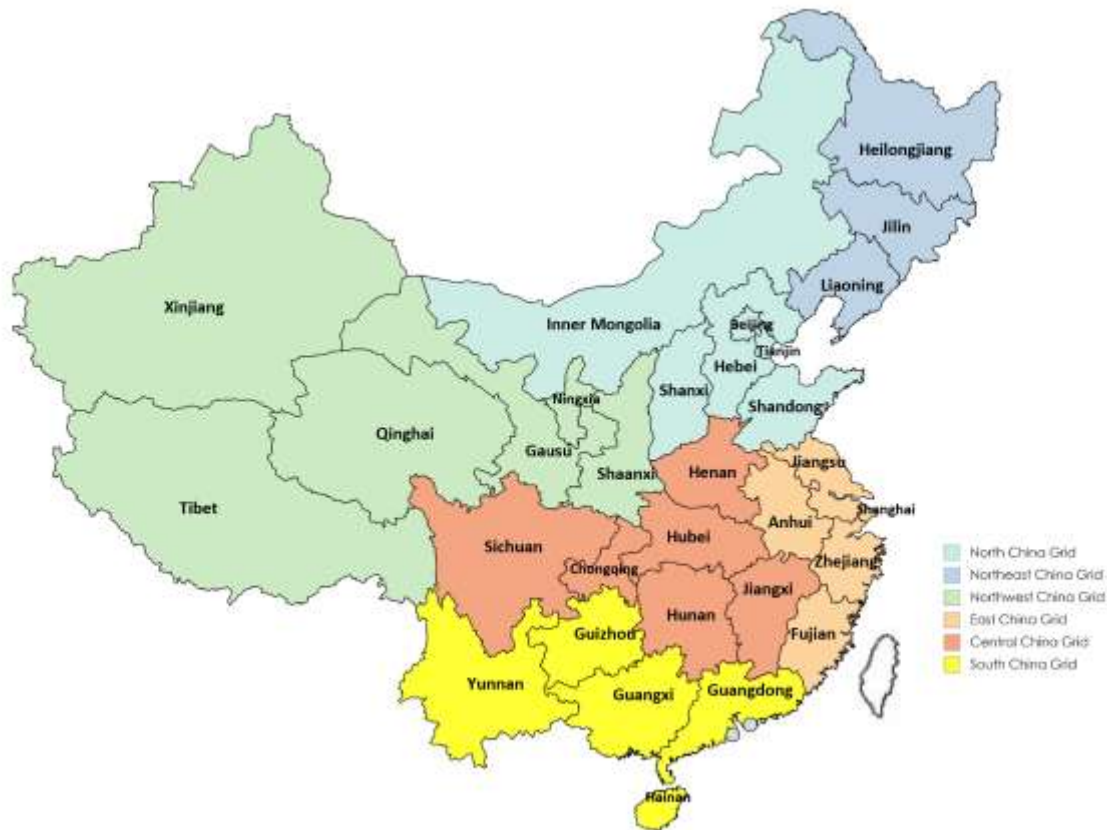 Heilongjiang
Jilin
Liaoning
Xinjiang
Inner Mongolia
Beijing
Tianjin
Hebei
Shanxi
Ningxia
Shandong
Qinghai
Gausu
Shaanxi
Henan
Jiangsu
Tibet
Shanghai
Anhui
Sichuan
Hubei
Zhejiang
Chongqing
Jiangxi
Hunan
Guizhou
Fujian
Yunnan
Guangxi
Guangdong
Hainan
North China Grid
Northeast China Grid
Northwest China Grid
East China Grid
Central China Grid
South China Grid